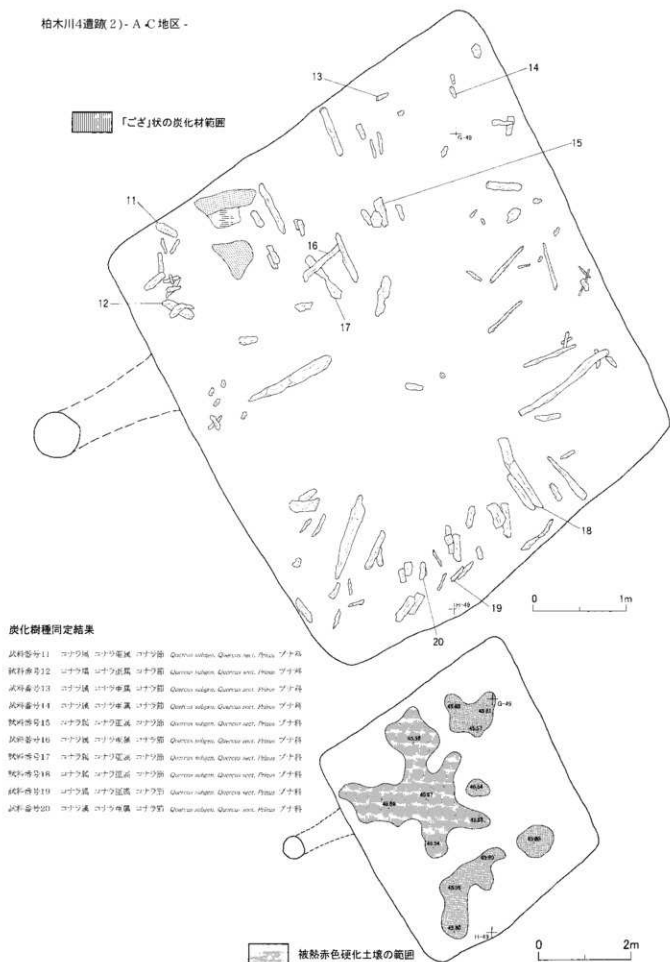 柏木川4遺跡(2)- A・C地区 -
「ござ」状の炭化材範囲
13
14
G-49
15
11
16
12
17
18
19
H-49
20
0 1m
炭化樹種同定結果
試料番号11 コナラ属 コナラ亜属 コナラ節 Quercus subgen. Quercus sect. Prinus ブナ科
試料番号12 コナラ属 コナラ亜属 コナラ節 Quercus subgen. Quercus sect. Prinus ブナ科
試料番号13 コナラ属 コナラ亜属 コナラ節 Quercus subgen. Quercus sect. Prinus ブナ科
試料番号14 コナラ属 コナラ亜属 コナラ節 Quercus subgen. Quercus sect. Prinus ブナ科
試料番号15 コナラ属 コナラ亜属 コナラ節 Quercus subgen. Quercus sect. Prinus ブナ科
試料番号16 コナラ属 コナラ亜属 コナラ節 Quercus subgen. Quercus sect. Prinus ブナ科
試料番号17 コナラ属 コナラ亜属 コナラ節 Quercus subgen. Quercus sect. Prinus ブナ科
試料番号18 コナラ属 コナラ亜属 コナラ節 Quercus subgen. Quercus sect. Prinus ブナ科
試料番号19 コナラ属 コナラ亜属 コナラ節 Quercus subgen. Quercus sect. Prinus ブナ科
試料番号20 コナラ属 コナラ亜属 コナラ節 Quercus subgen. Quercus sect. Prinus ブナ科
G-49
H-49
被熱赤色硬化土壌の範囲
0 2m